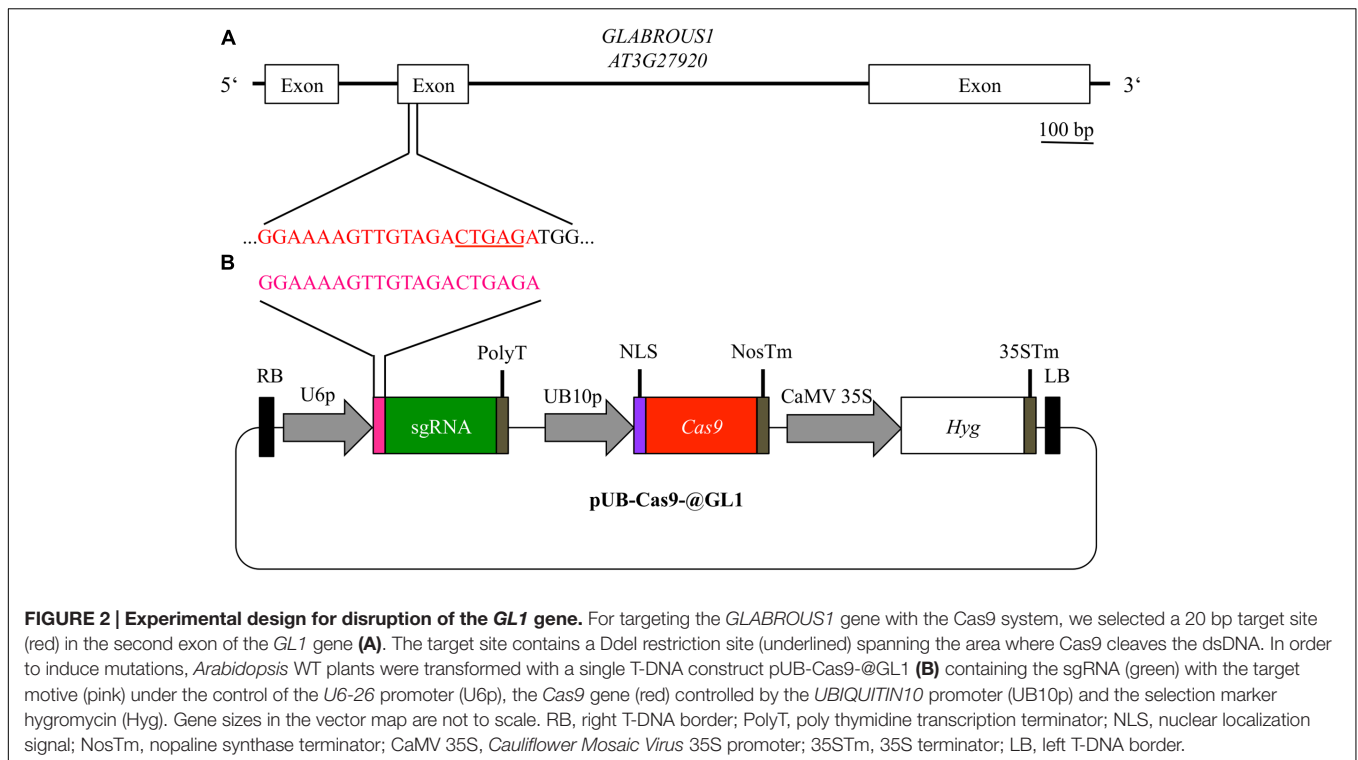 A
GLABROUS1
AT3G27920
5‘ Exon Exon Exon 3‘
100 bp
...GGAAAAGTTGTAGACTGAGATGG...
B
GGAAAAGTTGTAGACTGAGA
PolyT NLS NosTm 35STm
RB U6p UB10p CaMV 35S LB
sgRNA Cas9 Hyg
pUB-Cas9-@GL1
FIGURE 2 | Experimental design for disruption of the GL1 gene. For targeting the GLABROUS1 gene with the Cas9 system, we selected a 20 bp target site
(red) in the second exon of the GL1 gene (A). The target site contains a DdeI restriction site (underlined) spanning the area where Cas9 cleaves the dsDNA. In order
to induce mutations, Arabidopsis WT plants were transformed with a single T-DNA construct pUB-Cas9-@GL1 (B) containing the sgRNA (green) with the target
motive (pink) under the control of the U6-26 promoter (U6p), the Cas9 gene (red) controlled by the UBIQUITIN10 promoter (UB10p) and the selection marker
hygromycin (Hyg). Gene sizes in the vector map are not to scale. RB, right T-DNA border; PolyT, poly thymidine transcription terminator; NLS, nuclear localization
signal; NosTm, nopaline synthase terminator; CaMV 35S, Cauliflower Mosaic Virus 35S promoter; 35STm, 35S terminator; LB, left T-DNA border.